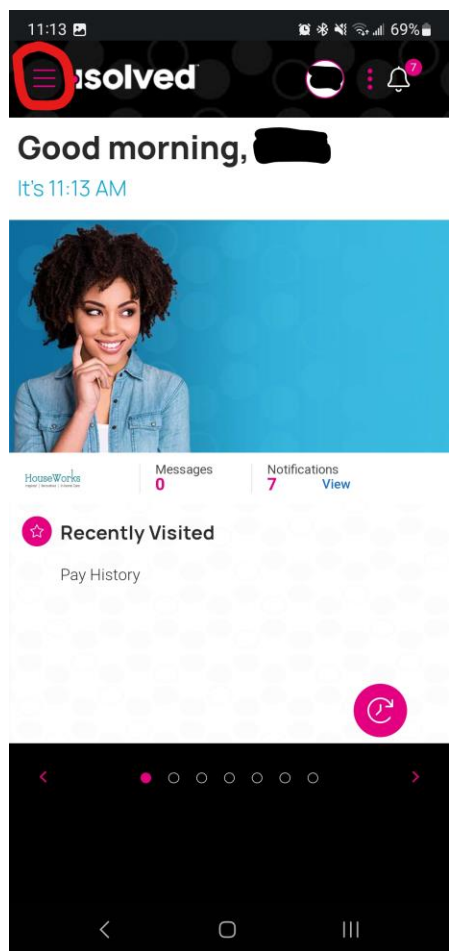 11:13 69%
solved
7
Good morning,
It's 11:13 AM
HouseWorks
Messages
0
Notifications
7 View
Recently Visited
Pay History